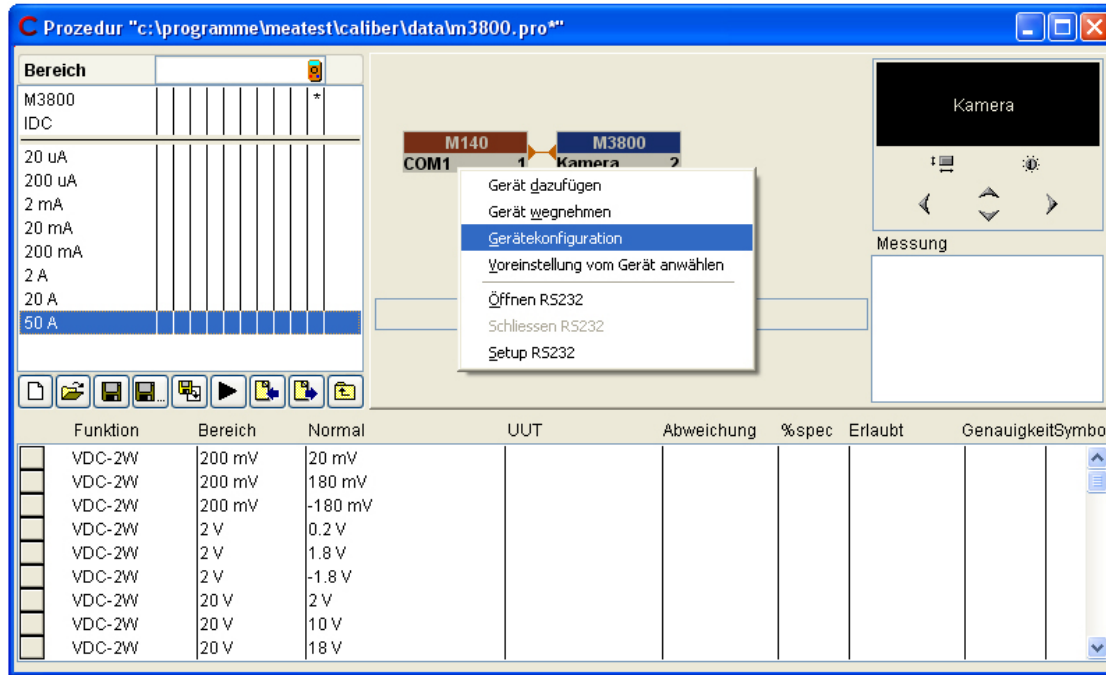 Prozedur "c:\programme\meatest\caliber\data\m3800.pro*"
Bereich
M3800 *
IDC
20 uA
200 uA
2 mA
20 mA
200 mA
2 A
20 A
50 A
M140 M3800
COM1 1 Kamera 2
Gerät dazufügen
Gerät wegnehmen
Gerätekonfiguration
Voreinstellung vom Gerät anwählen
Öffnen RS232
Schliessen RS232
Setup RS232
Kamera
Messung
Funktion Bereich Normal UUT Abweichung %spec Erlaubt Genauigkeit Symbo
VDC-2W 200 mV 20 mV
VDC-2W 200 mV 180 mV
VDC-2W 200 mV -180 mV
VDC-2W 2 V 0.2 V
VDC-2W 2 V 1.8 V
VDC-2W 2 V -1.8 V
VDC-2W 20 V 2 V
VDC-2W 20 V 10 V
VDC-2W 20 V 18 V